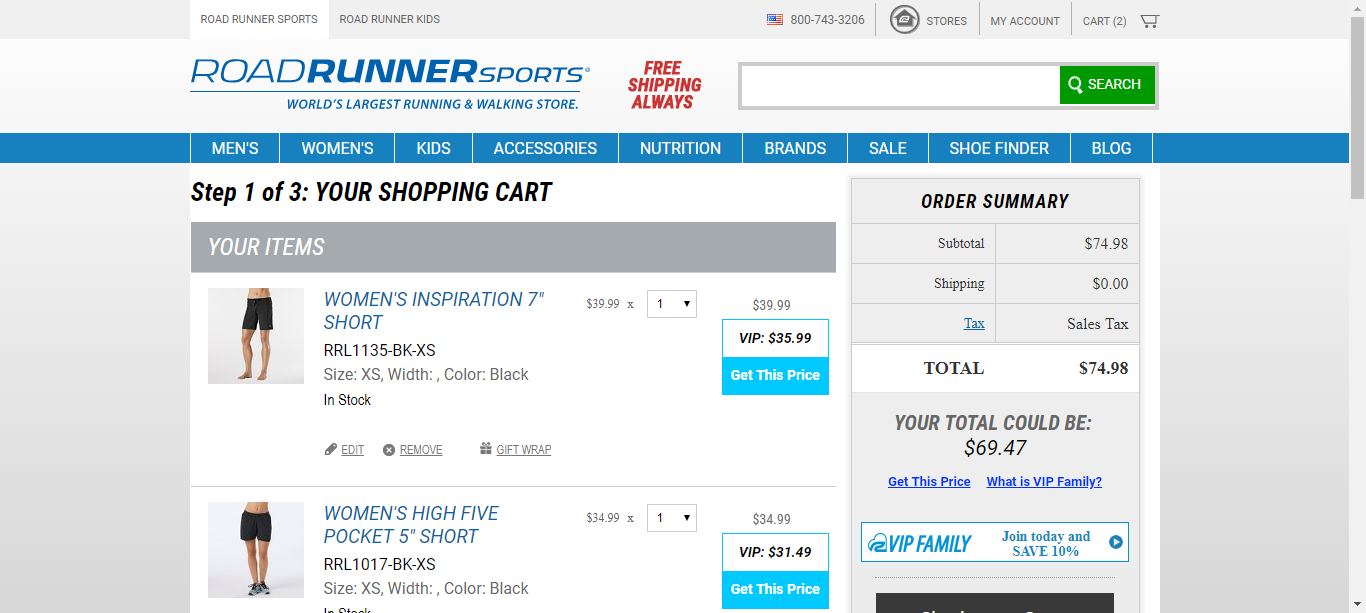 ROAD RUNNER SPORTS
ROAD RUNNER KIDS
800-743-3206
STORES
MY ACCOUNT
CART (2)
ROADRUNNERSPORTS®
WORLD'S LARGEST RUNNING & WALKING STORE.
FREE
SHIPPING
ALWAYS
SEARCH
MEN'S
WOMEN'S
KIDS
ACCESSORIES
NUTRITION
BRANDS
SALE
SHOE FINDER
BLOG
Step 1 of 3: YOUR SHOPPING CART
YOUR ITEMS
WOMEN'S INSPIRATION 7"
SHORT
RRL1135-BK-XS
Size: XS, Width: , Color: Black
In Stock
$39.99 x
1
$39.99
VIP: $35.99
Get This Price
EDIT
REMOVE
GIFT WRAP
WOMEN'S HIGH FIVE
POCKET 5" SHORT
RRL1017-BK-XS
Size: XS, Width: , Color: Black
In Stock
$34.99 x
1
$34.99
VIP: $31.49
Get This Price
ORDER SUMMARY
Subtotal $74.98
Shipping $0.00
Tax Sales Tax
TOTAL $74.98
YOUR TOTAL COULD BE:
$69.47
Get This Price What is VIP Family?
VIP FAMILY
Join today and
SAVE 10%